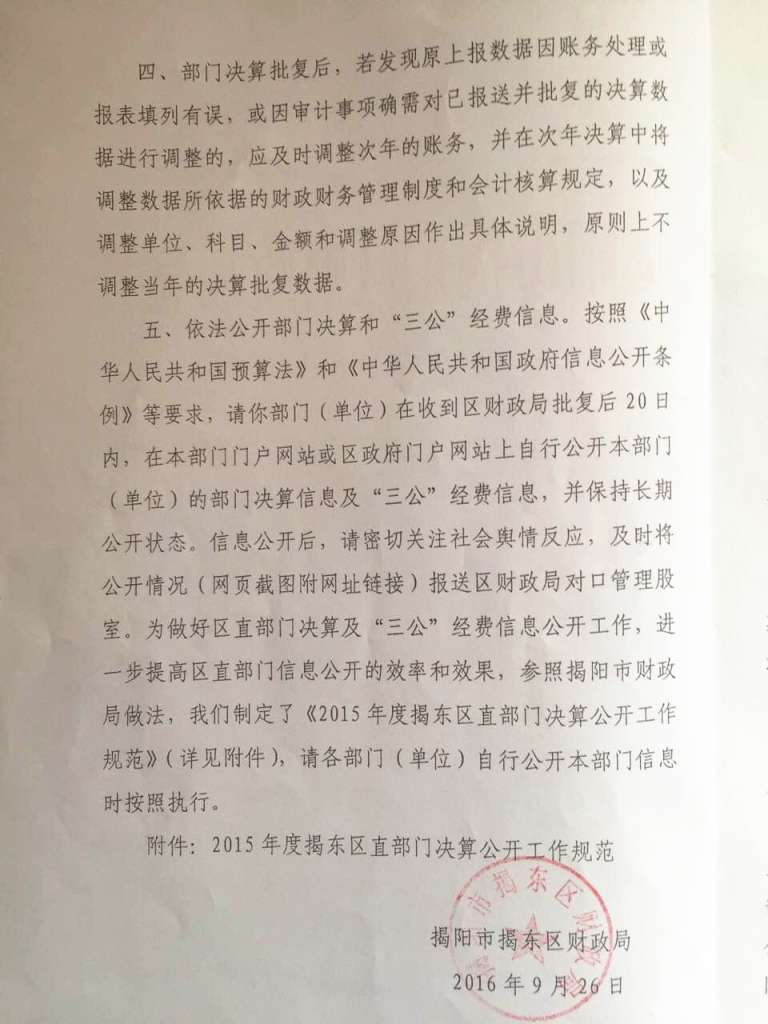 四、部门决算批复后，若发现原上报数据因账务处理或
报表填列有误，或因审计事项确需对已报送并批复的决算数
据进行调整的，应及时调整次年的账务，并在次年决算中将
调整数据所依据的财政财务管理制度和会计核算规定，以及
调整单位、科目、金额和调整原因作出具体说明，原则上不
调整当年的决算批复数据。
五、依法公开部门决算和“三公”经费信息。按照《中
华人民共和国预算法》和《中华人民共和国政府信息公开条
例》等要求，请你部门（单位）在收到区财政局批复后 20 日
内，在本部门门户网站或区政府门户网站上自行公开本部门
（单位）的部门决算信息及“三公”经费信息，并保持长期
公开状态。信息公开后，请密切关注社会舆情反应，及时将
公开情况（网页截图附网址链接）报送区财政局对口管理股
室。为做好区直部门决算及“三公”经费信息公开工作，进
一步提高区直部门信息公开的效率和效果，参照揭阳市财政
局做法，我们制定了《2015 年度揭东区直部门决算公开工作
规范》（详见附件），请各部门（单位）自行公开本部门信息
时按照执行。
附件：2015 年度揭东区直部门决算公开工作规范
市揭东区财政局
揭阳市揭东区财政局
2016 年 9 月 26 日